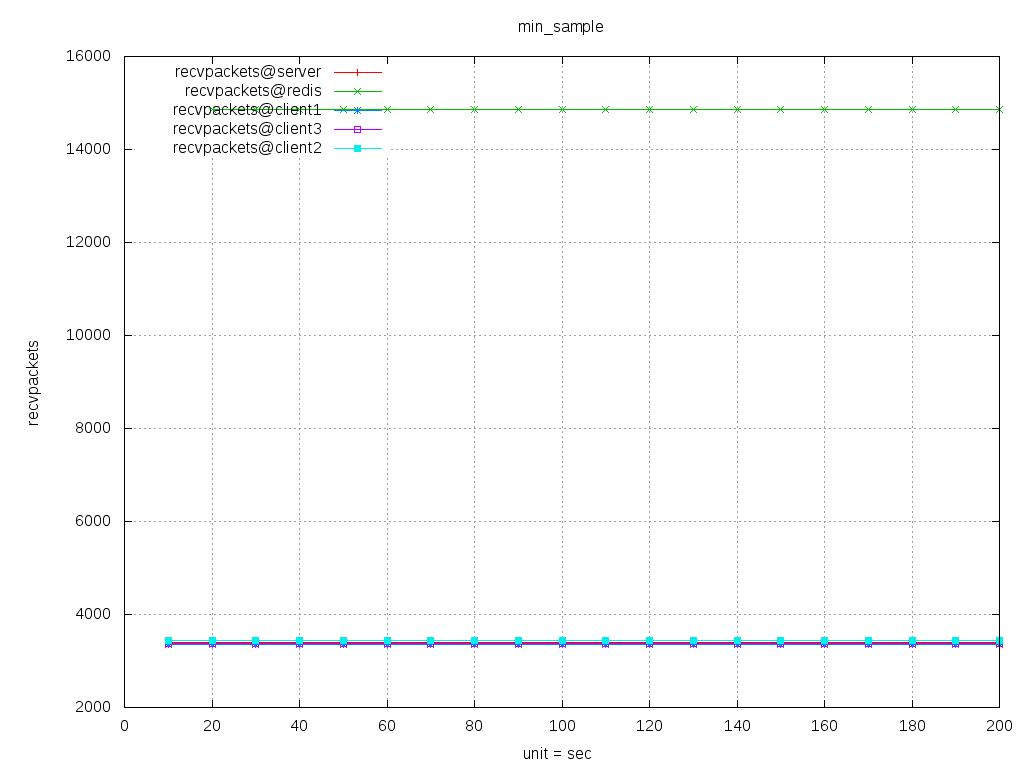 min_sample
16000
14000
12000
10000
8000
6000
4000
2000
recvpackets
recvpackets@server
recvpackets@redis
recvpackets@client1
recvpackets@client3
recvpackets@client2
0 20 40 60 80 100 120 140 160 180 200
unit = sec